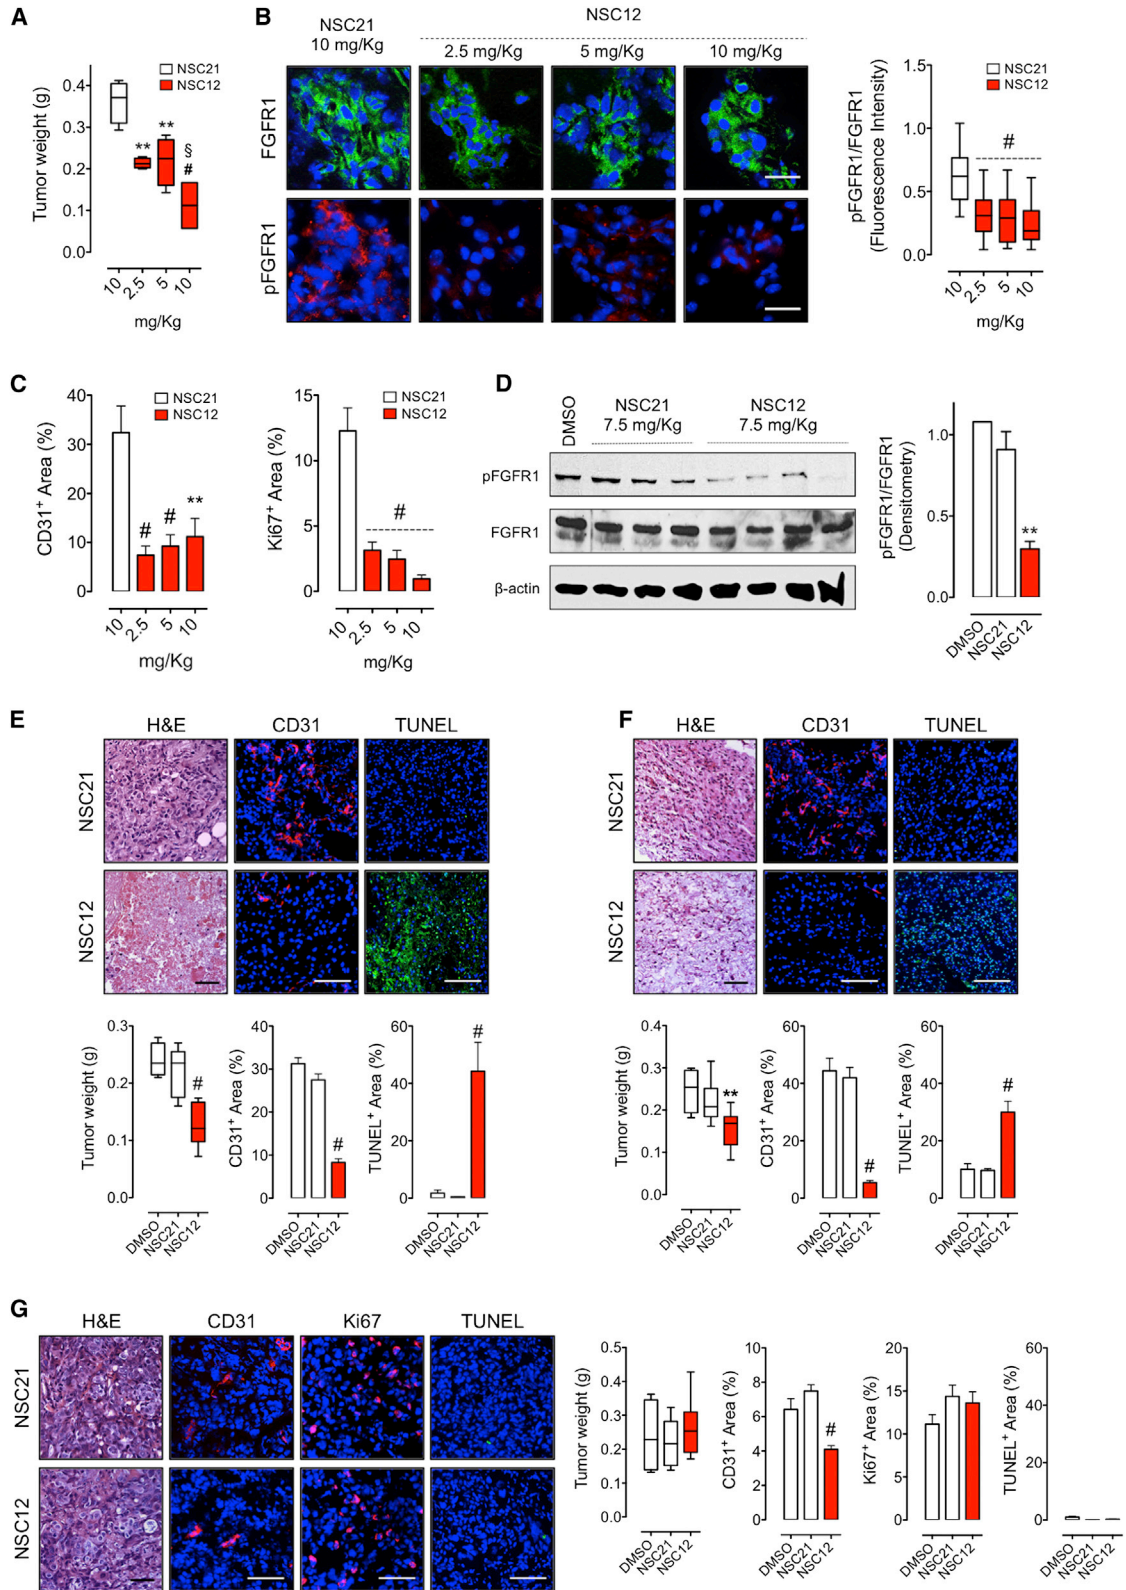 A
Tumor weight (g)
0.4
0.3
0.2
0.1
0.0
NSC21
NSC12
**
**
§
#
10
2.5
5
10
mg/Kg
B
NSC21
10 mg/Kg
NSC12
2.5 mg/Kg
5 mg/Kg
10 mg/Kg
FGFR1
pFGFR1
pFGFR1/FGFR1
(Fluorescence Intensity)
1.5
1.0
0.5
0.0
NSC21
NSC12
#
10
2.5
5
10
mg/Kg
C
CD31+ Area (%)
40
30
20
10
0
NSC21
NSC12
#
#
**
10
2.5
5
10
mg/Kg
Ki67+ Area (%)
15
10
5
0
NSC21
NSC12
#
10
2.5
5
10
mg/Kg
D
DMSO
NSC21
7.5 mg/Kg
NSC12
7.5 mg/Kg
pFGFR1
FGFR1
β-actin
pFGFR1/FGFR1
(Densitometry)
1.0
0.5
0.0
**
DMSO
NSC21
NSC12
E
H&E
CD31
TUNEL
NSC21
NSC12
Tumor weight (g)
0.3
0.2
0.1
0.0
#
DMSO
NSC21
NSC12
CD31+ Area (%)
40
30
20
10
0
#
DMSO
NSC21
NSC12
TUNEL+ Area (%)
60
40
20
0
#
DMSO
NSC21
NSC12
F
H&E
CD31
TUNEL
NSC21
NSC12
Tumor weight (g)
0.4
0.3
0.2
0.1
0.0
**
DMSO
NSC21
NSC12
CD31+ Area (%)
60
40
20
0
#
DMSO
NSC21
NSC12
TUNEL+ Area (%)
60
40
20
0
#
DMSO
NSC21
NSC12
G
H&E
CD31
Ki67
TUNEL
NSC21
NSC12
Tumor weight (g)
0.5
0.4
0.3
0.2
0.1
0.0
DMSO
NSC21
NSC12
CD31+ Area (%)
10
8
6
4
2
0
#
DMSO
NSC21
NSC12
Ki67+ Area (%)
20
15
10
5
0
DMSO
NSC21
NSC12
TUNEL+ Area (%)
60
40
20
0
DMSO
NSC21
NSC12